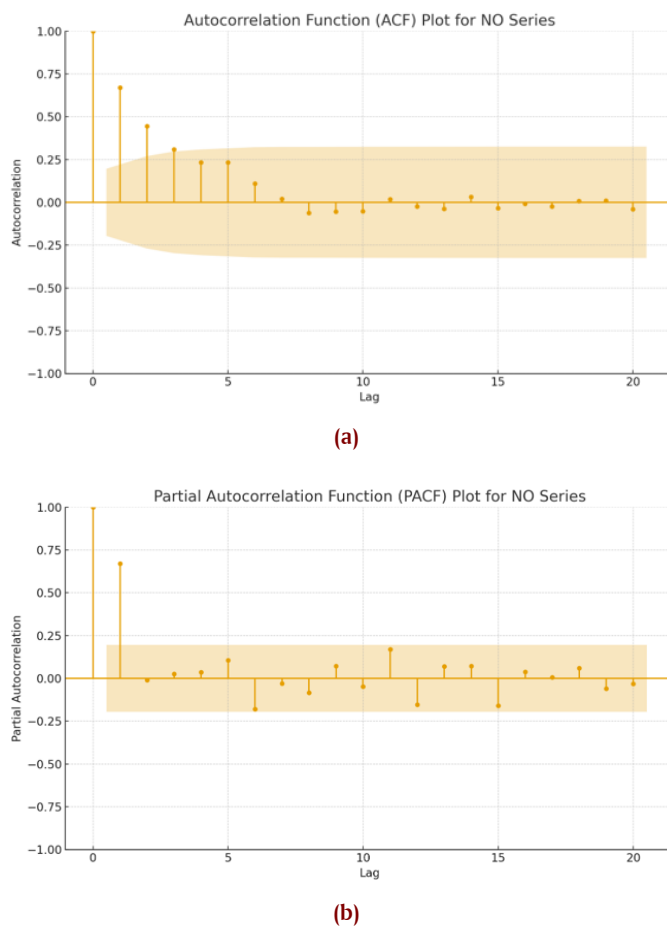 Autocorrelation Function (ACF) Plot for NO Series
1.00
0.75
0.50
0.25
0.00
−0.25
−0.50
−0.75
−1.00
Autocorrelation
0 5 10 15 20
Lag
(a)
Partial Autocorrelation Function (PACF) Plot for NO Series
1.00
0.75
0.50
0.25
0.00
−0.25
−0.50
−0.75
−1.00
Partial Autocorrelation
0 5 10 15 20
Lag
(b)